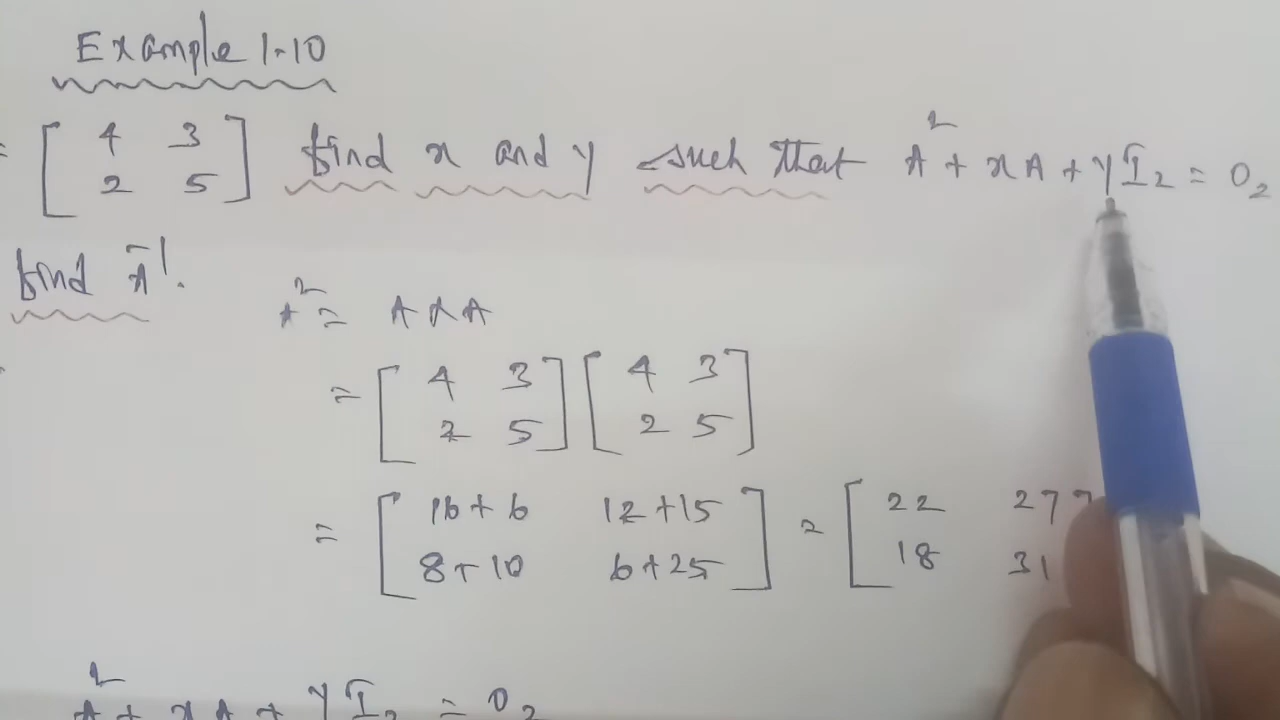 Example 1.10
= [ 4 3 find x and y such that A² + xA + yI₂ = O₂
2 5 ]
find A⁻¹.
A² = A × A
= [ 4 3 ] [ 4 3 ]
[ 2 5 ] [ 2 5 ]
= [ 16+6 12+15 ] = [ 22 27
[ 8+10 6+25 ] [ 18 31
A² + xA + yI₂ = O₂